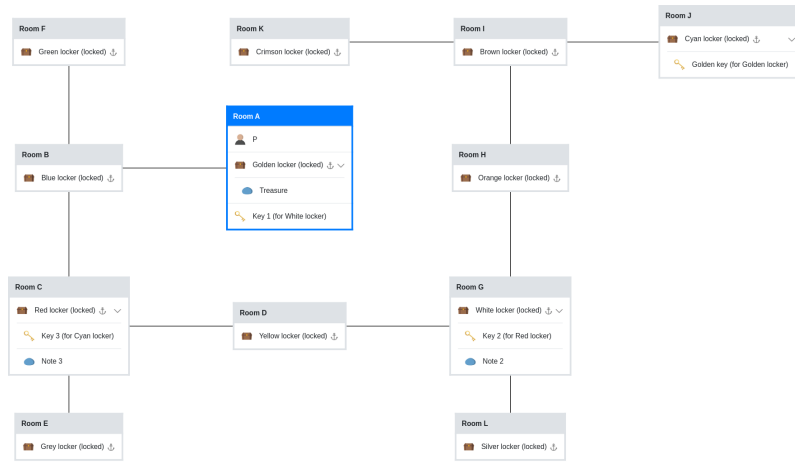 Room F
Green locker (locked)
Room K
Crimson locker (locked)
Room I
Brown locker (locked)
Room J
Cyan locker (locked)
Golden key (for Golden locker)
Room A
P
Golden locker (locked)
Treasure
Key 1 (for White locker)
Room B
Blue locker (locked)
Room H
Orange locker (locked)
Room C
Red locker (locked)
Key 3 (for Cyan locker)
Note 3
Room D
Yellow locker (locked)
Room G
White locker (locked)
Key 2 (for Red locker)
Note 2
Room E
Grey locker (locked)
Room L
Silver locker (locked)